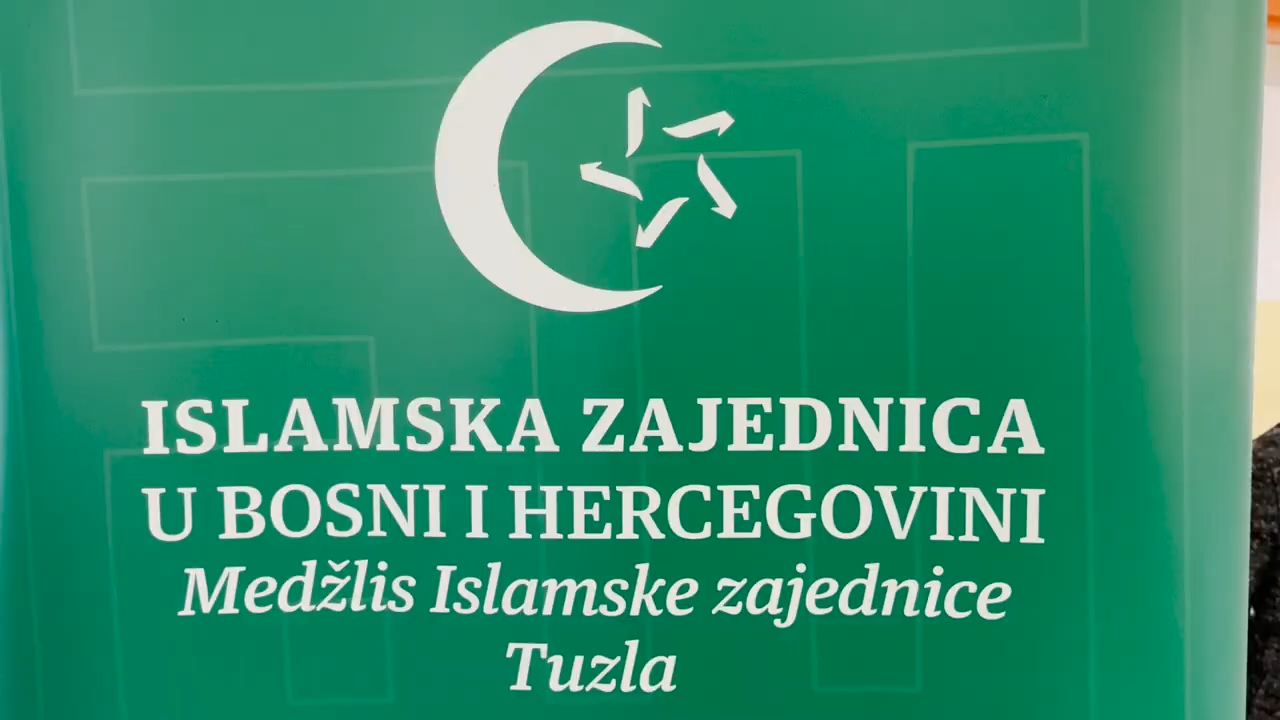 ISLAMSKA ZAJEDNICA
U BOSNI I HERCEGOVINI
Medžlis Islamske zajednice
Tuzla